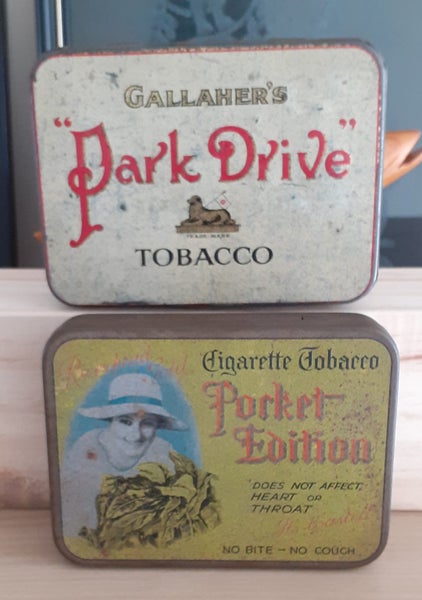 GALLAHER'S
"Park Drive"
TRADE MARK
TOBACCO
Cigarette Tobacco
Pocket
Edition
"DOES NOT AFFECT,
HEART OR
THROAT
NO BITE - NO COUGH